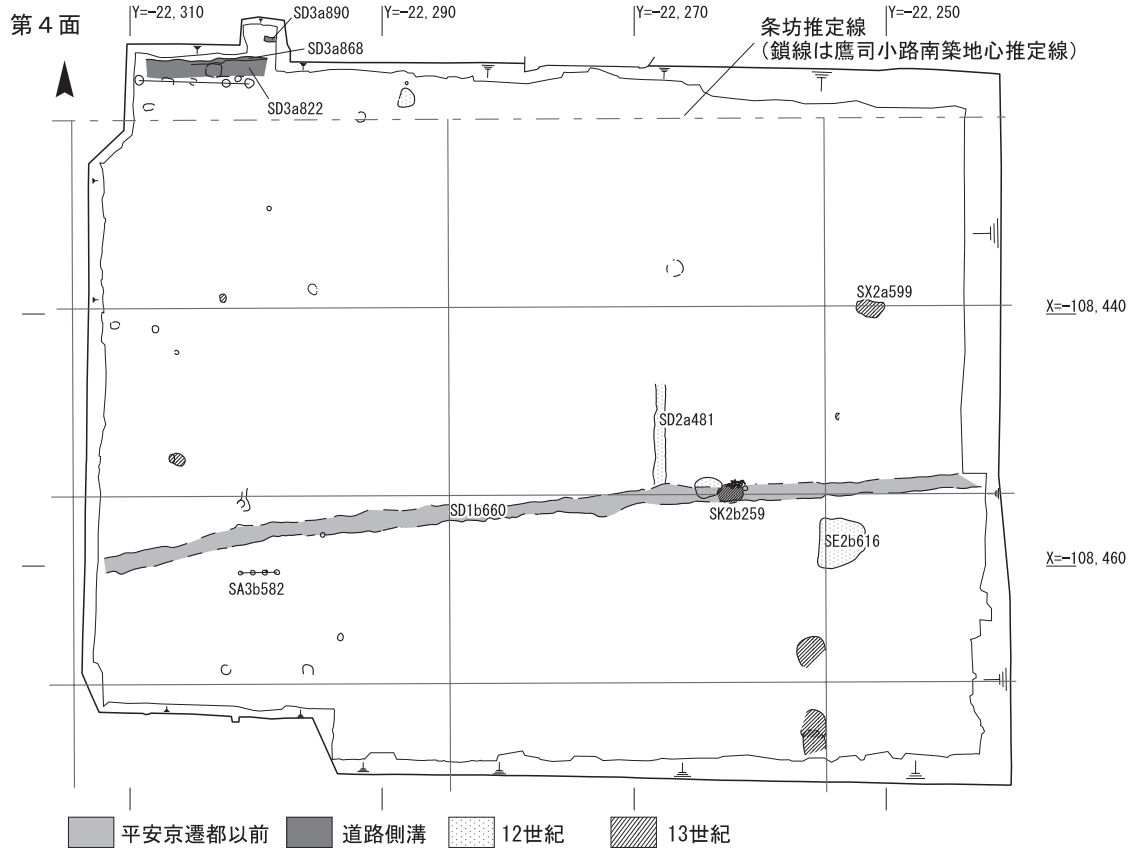 第4面
Y=-22,310
Y=-22,290
Y=-22,270
Y=-22,250
SD3a890
SD3a868
SD3a822
条坊推定線
(鎖線は鷹司小路南築地心推定線)
SX2a599
X=-108,440
SD2a481
SD1b660
SK2b259
SE2b616
X=-108,460
SA3b582
平安京遷都以前
道路側溝
12世紀
13世紀